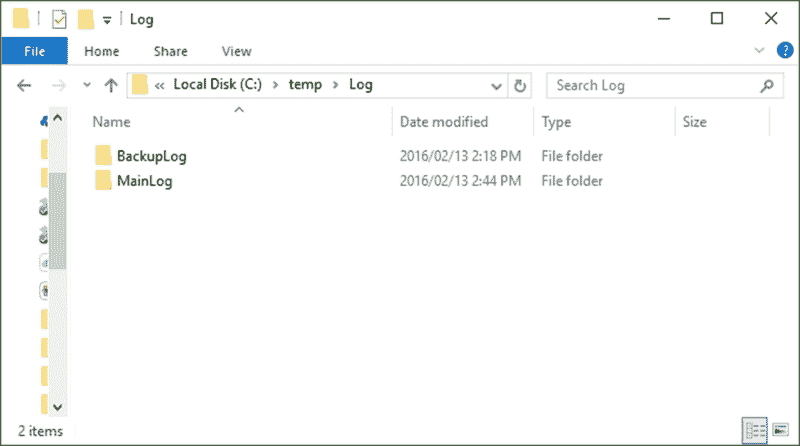 Log
File Home Share View
« Local Disk (C:) > temp > Log Search Log
Name Date modified Type Size
BackupLog 2016/02/13 2:18 PM File folder
MainLog 2016/02/13 2:44 PM File folder
2 items